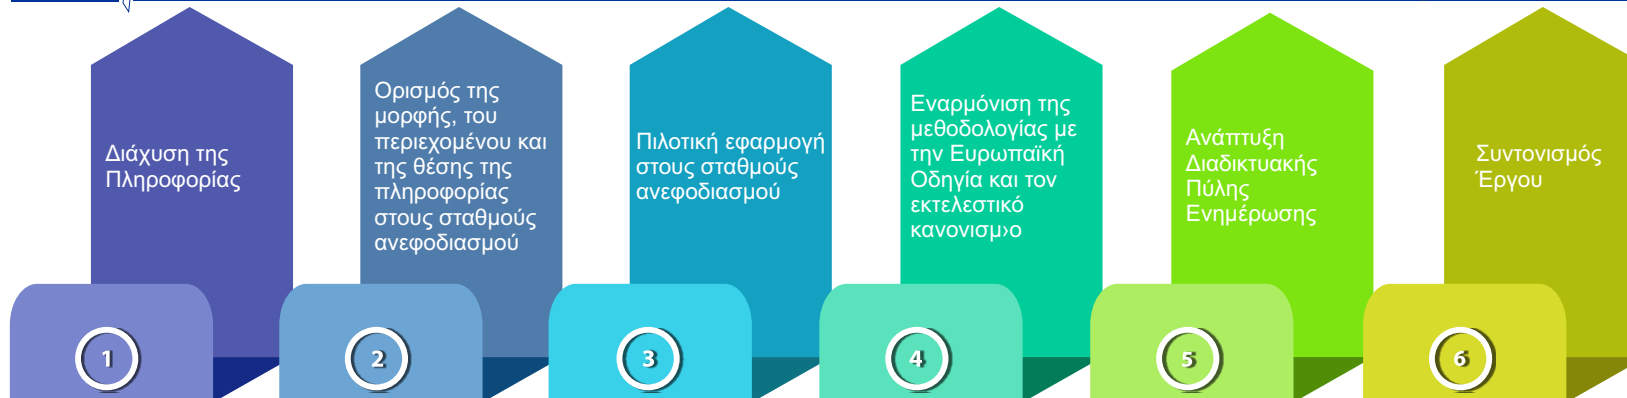 Διάχυση της
Πληροφορίας
Ορισμός της
μορφής, του
περιεχομένου και
της θέσης της
πληροφορίας
στους σταθμούς
ανεφοδιασμού
Πιλοτική εφαρμογή
στους σταθμούς
ανεφοδιασμού
Εναρμόνιση της
μεθοδολογίας με
την Ευρωπαϊκή
Οδηγία και τον
εκτελεστικό
κανονισμ›ο
Ανάπτυξη
Διαδικτυακής
Πύλης
Ενημέρωσης
Συντονισμός
Έργου
1
2
3
4
5
6